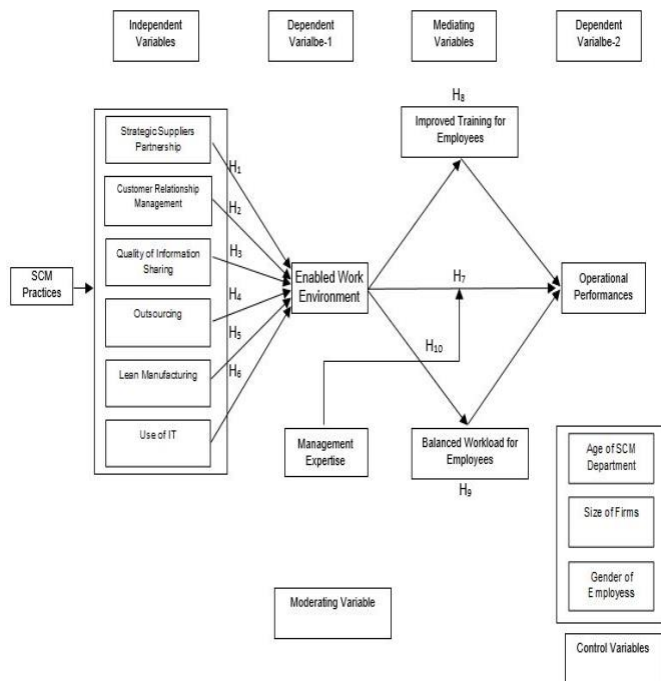 Independent
Variables
Dependent
Varialbe-1
Mediating
Variables
Dependent
Varialbe-2
H8
Improved Training for
Employees
Strategic Suppliers
Partnership
H1
Customer Relationship
Management
H2
Quality of Information
Sharing
H3
SCM
Practices
Enabled Work
Environment
H7
Operational
Performances
Outsourcing
H4
H5
H10
Lean Manufacturing
H6
Use of IT
Management
Expertise
Balanced Workload for
Employees
H9
Age of SCM
Department
Size of Firms
Gender of
Employess
Moderating Variable
Control Variables